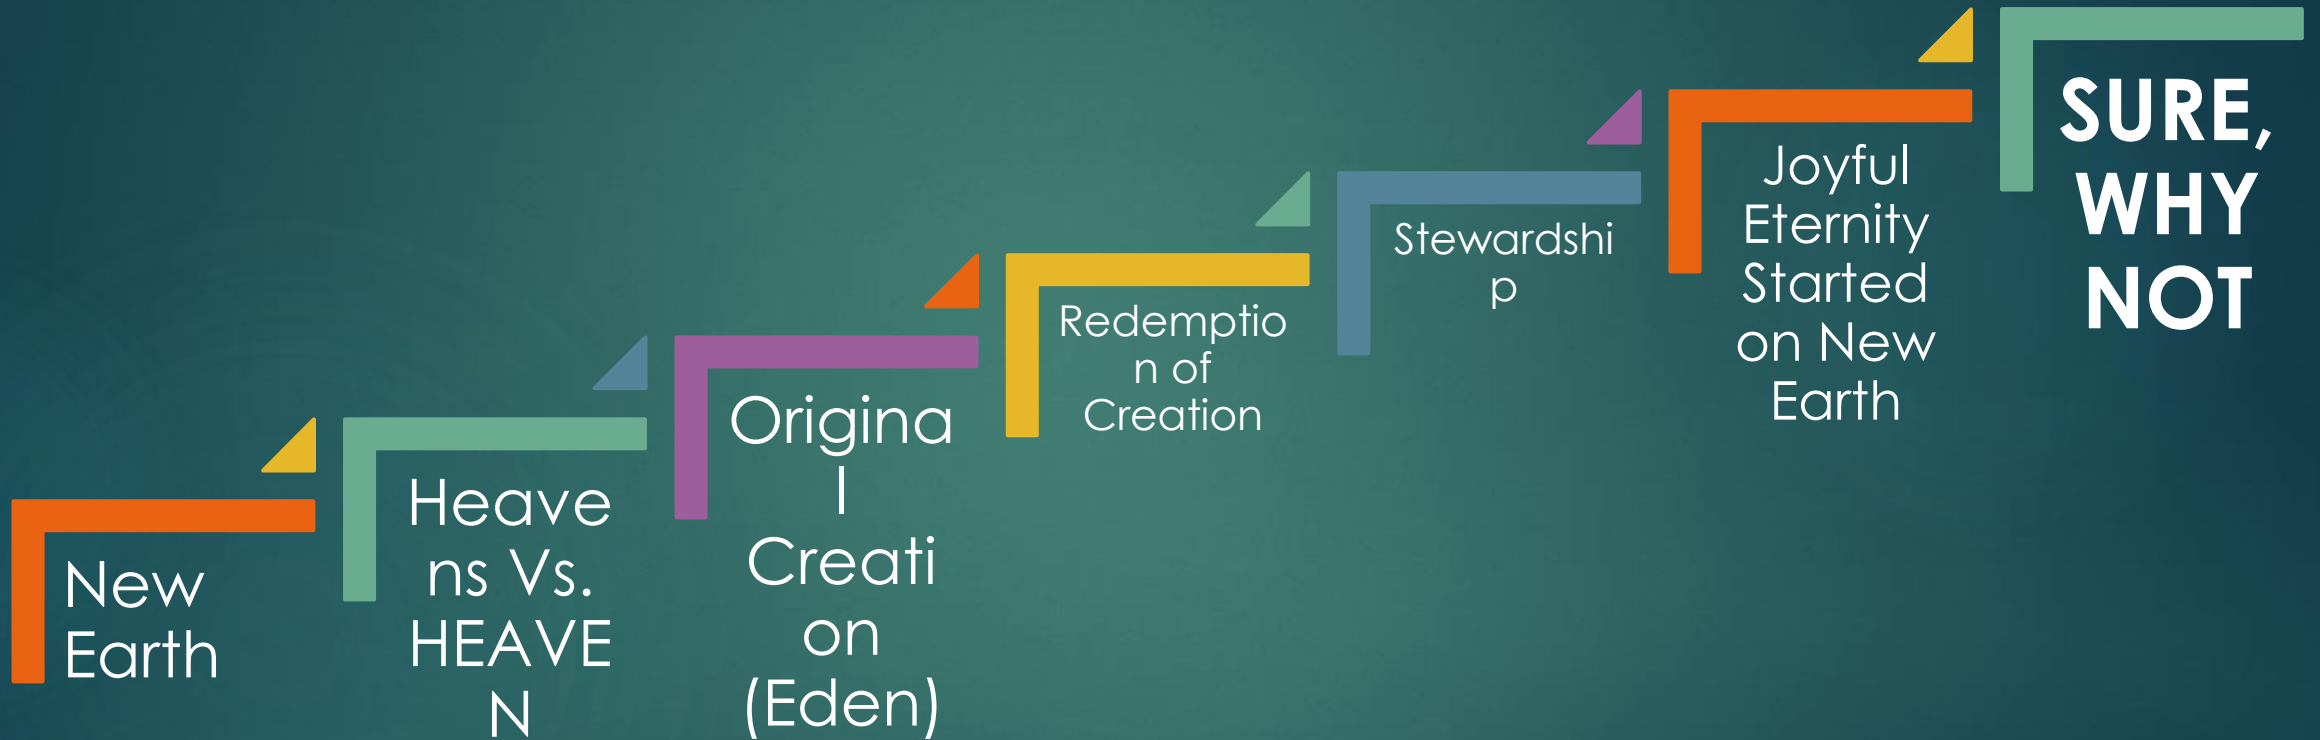 New
Earth
Heave
ns Vs.
HEAVE
N
Origina
l
Creati
on
(Eden)
Redemptio
n of
Creation
Stewardshi
p
Joyful
Eternity
Started
on New
Earth
SURE,
WHY
NOT